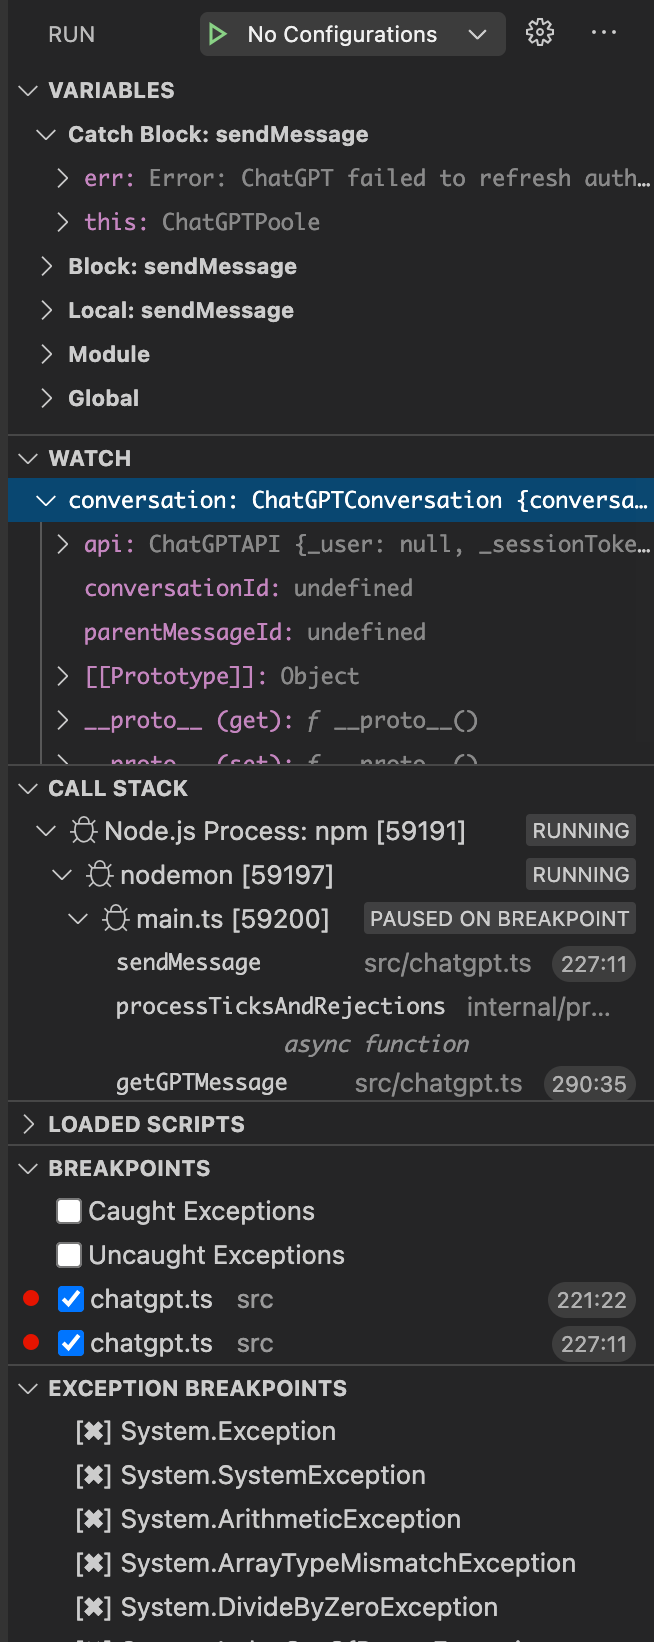 RUN No Configurations ···
VARIABLES
Catch Block: sendMessage
err: Error: ChatGPT failed to refresh auth…
this: ChatGPTPoole
Block: sendMessage
Local: sendMessage
Module
Global
WATCH
conversation: ChatGPTConversation {conversa…
api: ChatGPTAPI {_user: null, _sessionToke…
conversationId: undefined
parentMessageId: undefined
[[Prototype]]: Object
__proto__ (get): ƒ __proto__()
__proto__ (set): ƒ __proto__()
CALL STACK
Node.js Process: npm [59191] RUNNING
nodemon [59197] RUNNING
main.ts [59200] PAUSED ON BREAKPOINT
sendMessage src/chatgpt.ts 227:11
processTicksAndRejections internal/pr…
async function
getGPTMessage src/chatgpt.ts 290:35
LOADED SCRIPTS
BREAKPOINTS
Caught Exceptions
Uncaught Exceptions
chatgpt.ts src 221:22
chatgpt.ts src 227:11
EXCEPTION BREAKPOINTS
[✖] System.Exception
[✖] System.SystemException
[✖] System.ArithmeticException
[✖] System.ArrayTypeMismatchException
[✖] System.DivideByZeroException